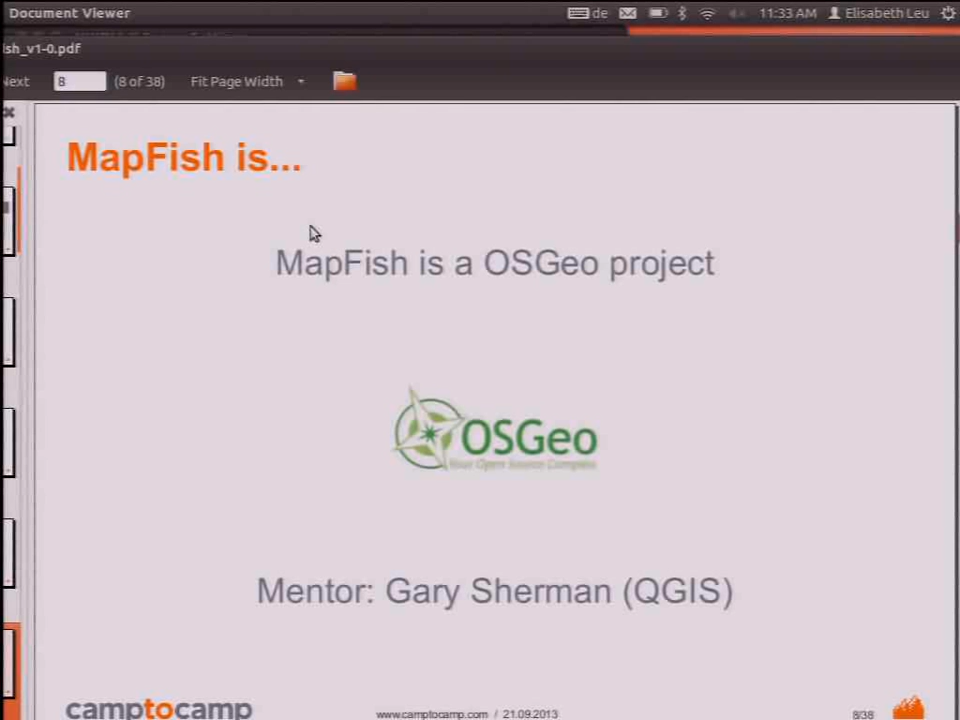 Document Viewer
de
11:33 AM
Elisabeth Leu
ish_v1-0.pdf
Next
8
(8 of 38)
Fit Page Width
MapFish is...
MapFish is a OSGeo project
OSGeo
Your Open Source Compass
Mentor: Gary Sherman (QGIS)
camptocamp
www.camptocamp.com / 21.09.2013
8/38